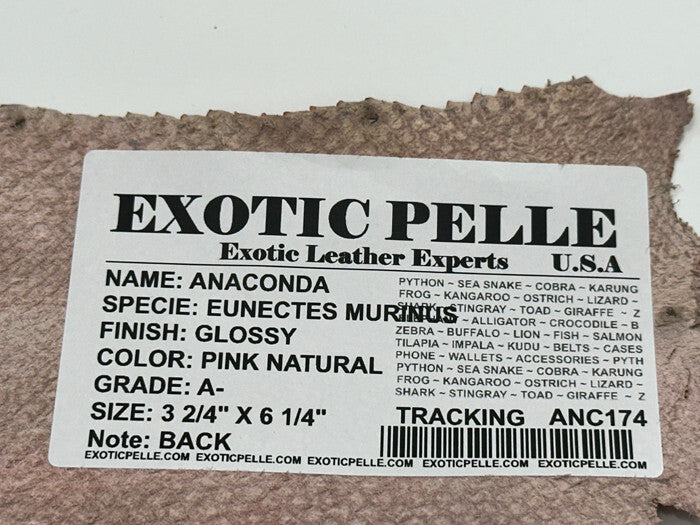 EXOTIC PELLE
Exotic Leather Experts U.S.A
NAME: ANACONDA
SPECIE: EUNECTES MURINUS
FINISH: GLOSSY
COLOR: PINK NATURAL
GRADE: A-
SIZE: 3 2/4" X 6 1/4"
Note: BACK
PYTHON ~ SEA SNAKE ~ COBRA ~ KARUNG
FROG ~ KANGAROO ~ OSTRICH ~ LIZARD ~
SHARK ~ STINGRAY ~ TOAD ~ GIRAFFE ~ Z
~ ALLIGATOR ~ CROCODILE ~ B
ZEBRA ~ BUFFALO ~ LION ~ FISH ~ SALMON
TILAPIA ~ IMPALA ~ KUDU ~ BELTS ~ CASES
PHONE ~ WALLETS ~ ACCESSORIES ~ PYTH
PYTHON ~ SEA SNAKE ~ COBRA ~ KARUNG
FROG ~ KANGAROO ~ OSTRICH ~ LIZARD ~
SHARK ~ STINGRAY ~ TOAD ~ GIRAFFE ~ Z
TRACKING ANC174
EXOTICPELLE.COM EXOTICPELLE.COM EXOTICPELLE.COM EXOTICPELLE.COM EXOTICPELLE.COM